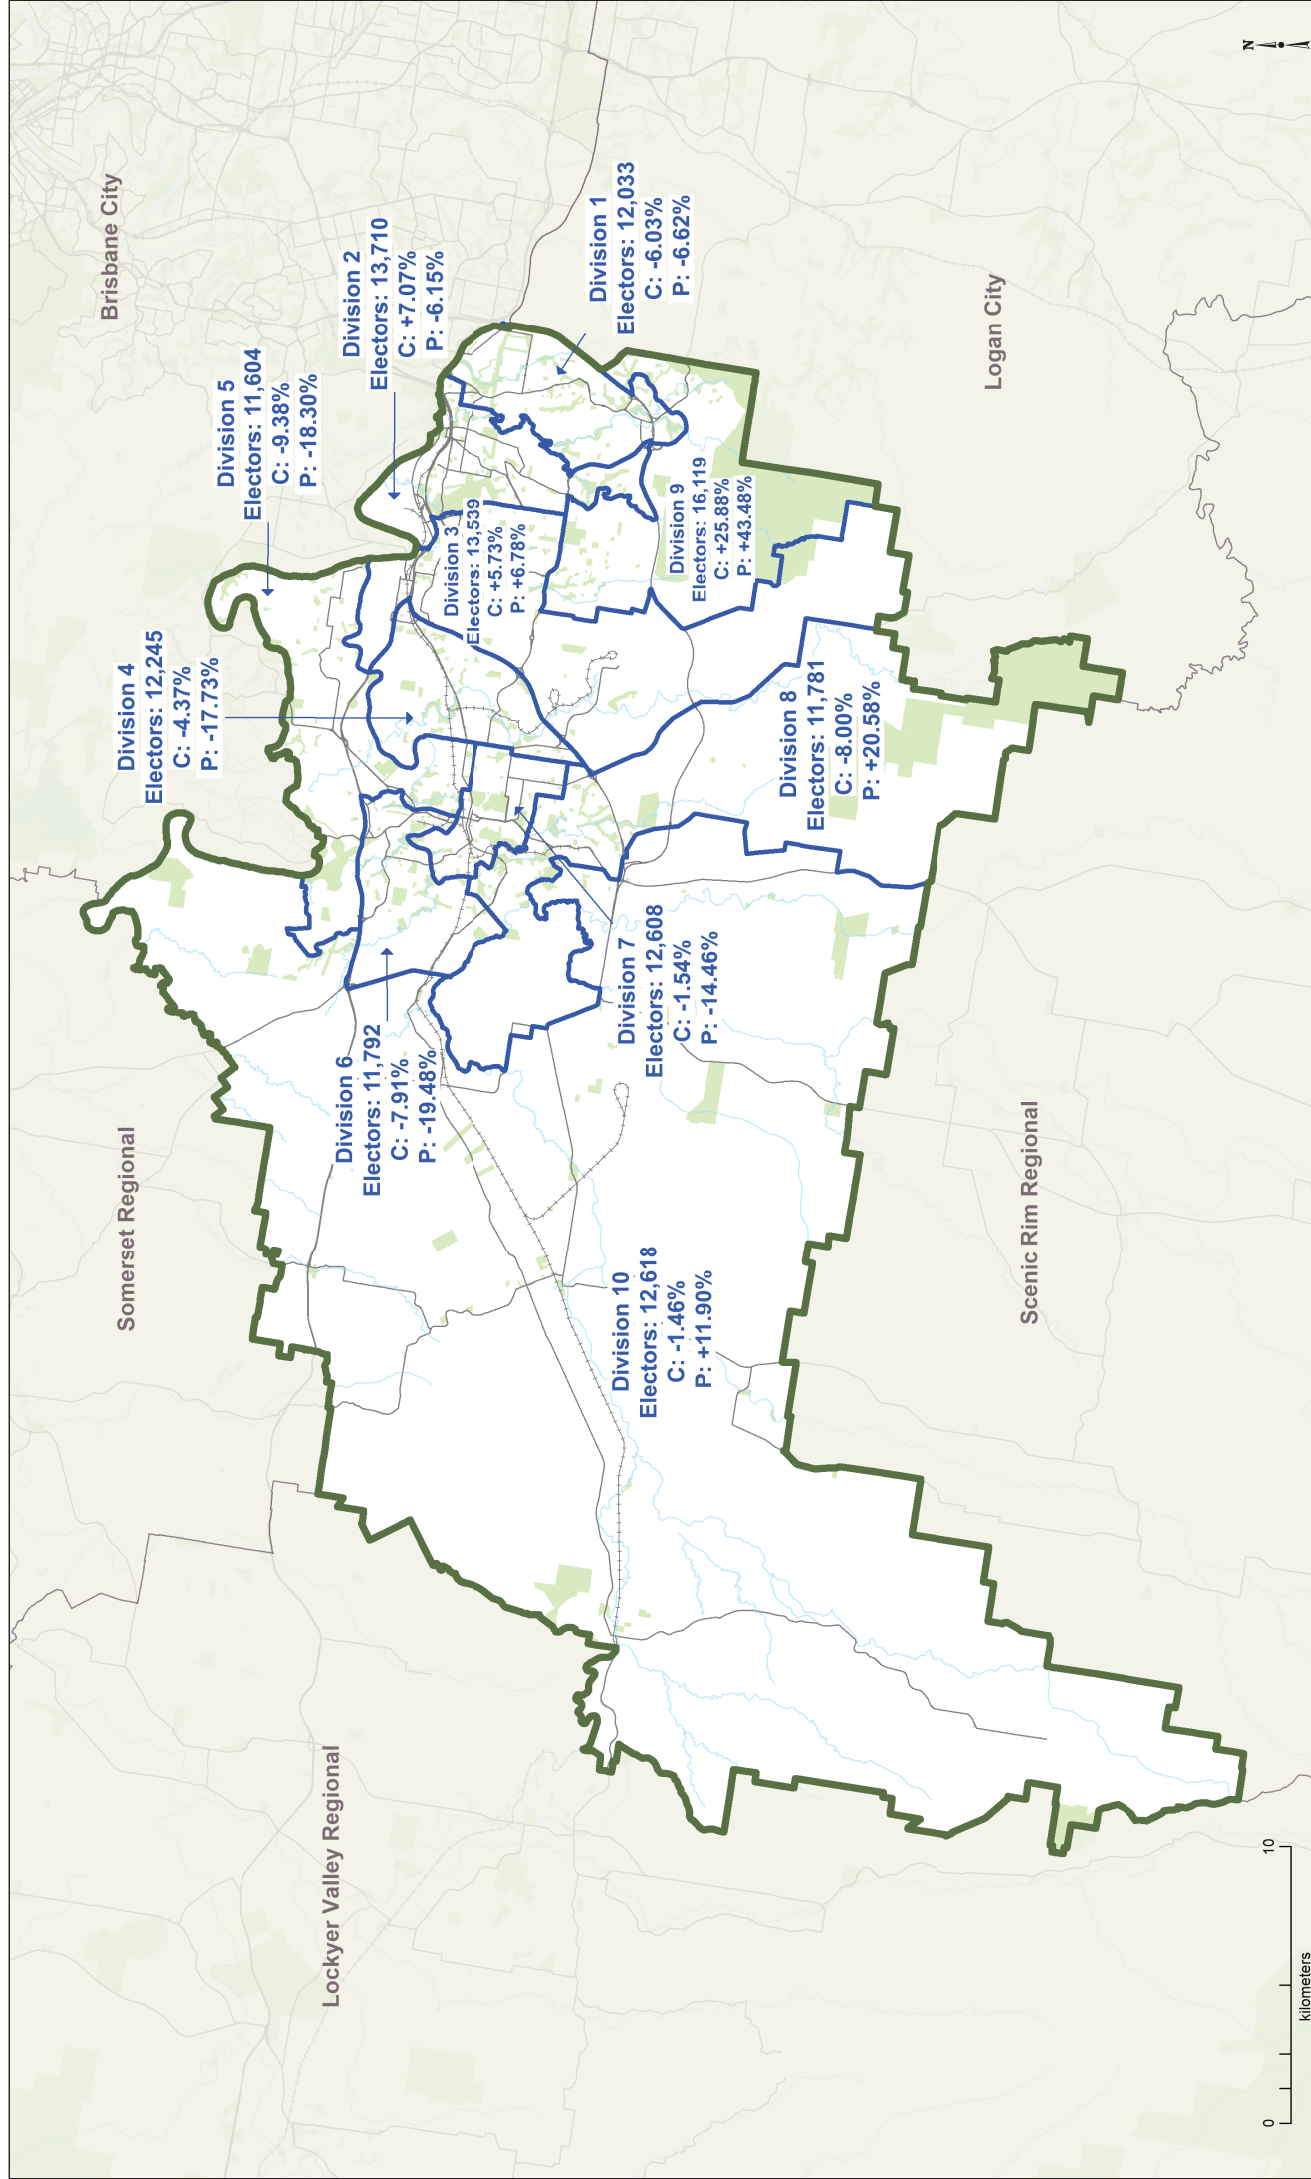 Brisbane City
Somerset Regional
Lockyer Valley Regional
Scenic Rim Regional
Logan City
Division 1
Electors: 12,033
C: -6.03%
P: -6.62%
Division 2
Electors: 13,710
C: +7.07%
P: -6.15%
Division 3
Electors: 13,539
C: +5.73%
P: +6.78%
Division 4
Electors: 12,245
C: -4.37%
P: -17.73%
Division 5
Electors: 11,604
C: -9.38%
P: -18.30%
Division 6
Electors: 11,792
C: -7.91%
P: -19.48%
Division 7
Electors: 12,608
C: -1.54%
P: -14.46%
Division 8
Electors: 11,781
C: -8.00%
P: +20.58%
Division 9
Electors: 16,119
C: +25.88%
P: +43.48%
Division 10
Electors: 12,618
C: -1.46%
P: +11.90%
N
0
10
kilometers